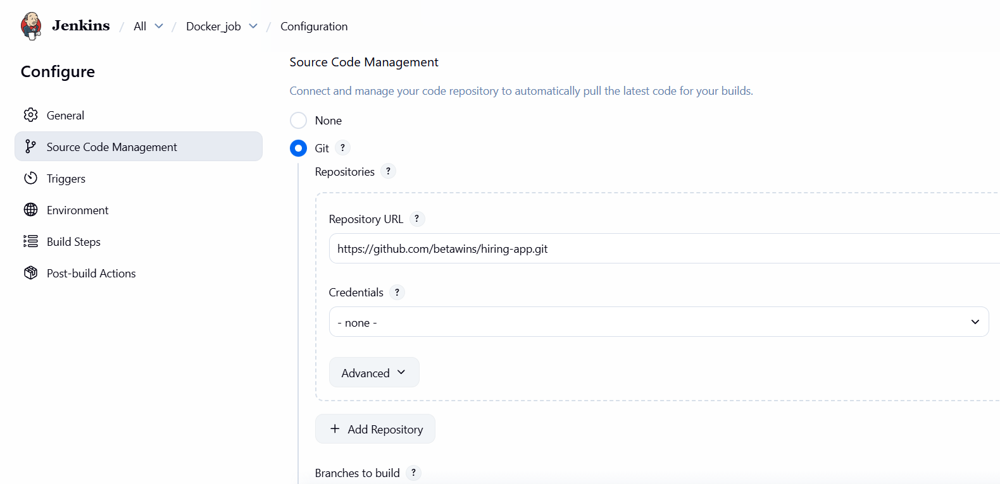 Jenkins / All / Docker_job / Configuration
Configure
General
Source Code Management
Triggers
Environment
Build Steps
Post-build Actions
Source Code Management
Connect and manage your code repository to automatically pull the latest code for your builds.
None
Git ?
Repositories ?
Repository URL ?
https://github.com/betawins/hiring-app.git
Credentials ?
- none -
Advanced
+ Add Repository
Branches to build ?